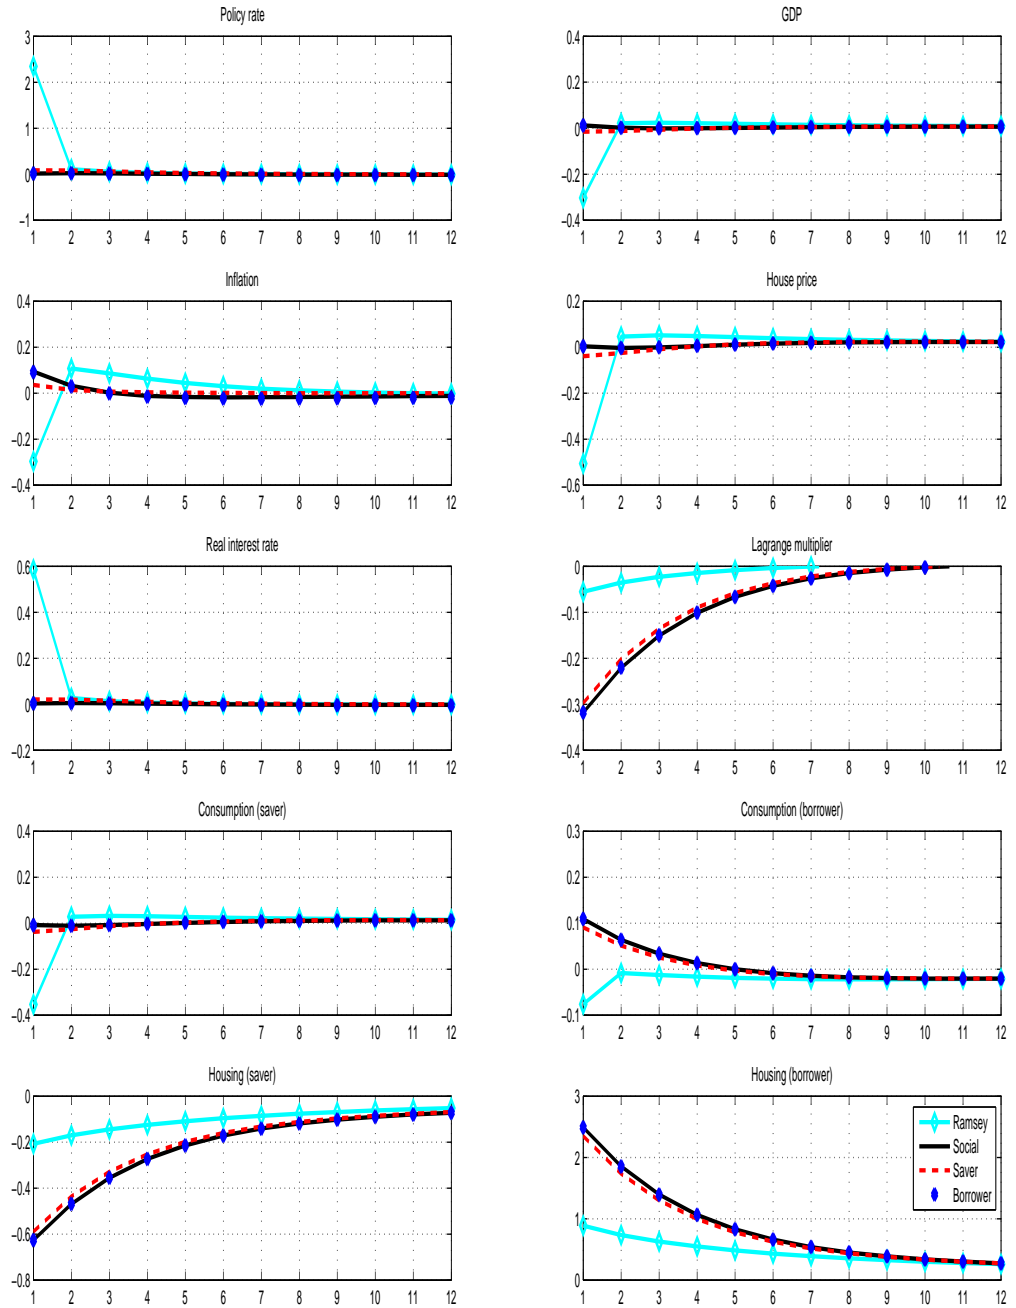 Policy rate
3
2
1
0
−1
1 2 3 4 5 6 7 8 9 10 11 12
GDP
0.4
0.2
0
−0.2
−0.4
1 2 3 4 5 6 7 8 9 10 11 12
Inflation
0.4
0.2
0
−0.2
−0.4
1 2 3 4 5 6 7 8 9 10 11 12
House price
0.2
0
−0.2
−0.4
−0.6
1 2 3 4 5 6 7 8 9 10 11 12
Real interest rate
0.6
0.4
0.2
0
−0.2
1 2 3 4 5 6 7 8 9 10 11 12
Lagrange multiplier
0
−0.1
−0.2
−0.3
−0.4
1 2 3 4 5 6 7 8 9 10 11 12
Consumption (saver)
0.4
0.2
0
−0.2
−0.4
1 2 3 4 5 6 7 8 9 10 11 12
Consumption (borrower)
0.3
0.2
0.1
0
−0.1
1 2 3 4 5 6 7 8 9 10 11 12
Housing (saver)
0
−0.2
−0.4
−0.6
−0.8
1 2 3 4 5 6 7 8 9 10 11 12
Housing (borrower)
3
2
1
0
1 2 3 4 5 6 7 8 9 10 11 12
Ramsey
Social
Saver
Borrower